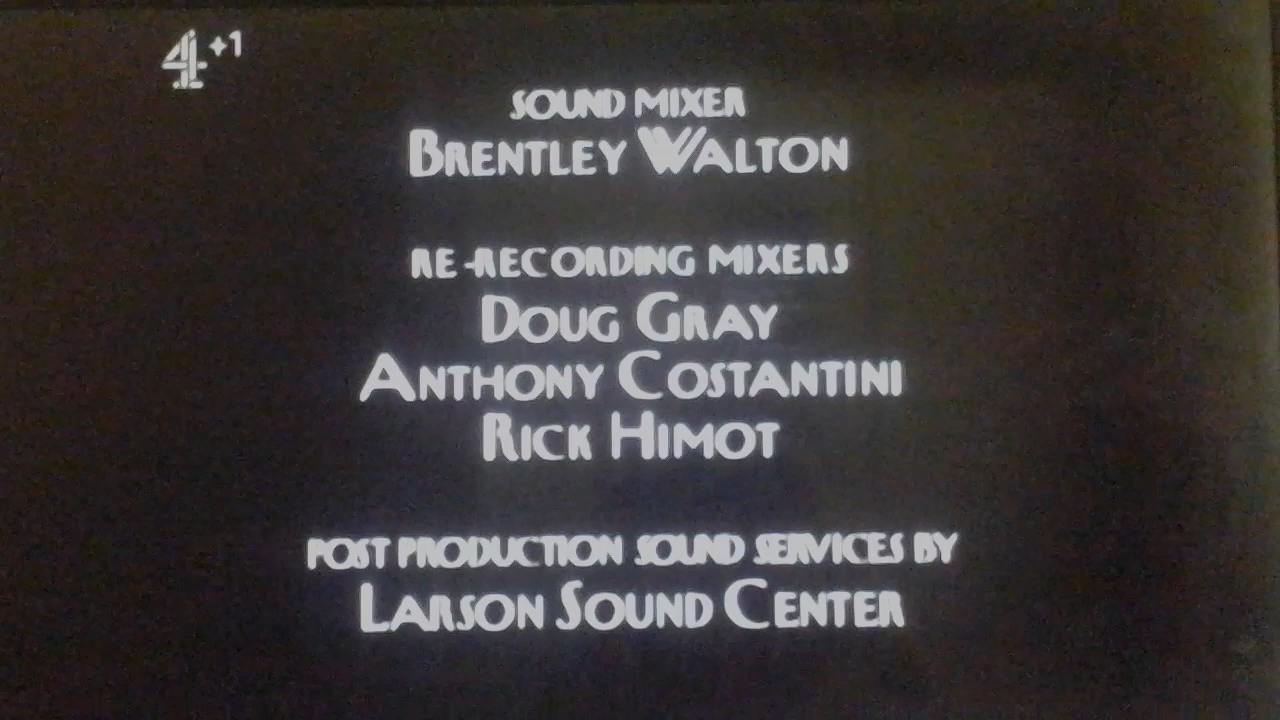 4+1
SOUND MIXER
BRENTLEY WALTON
RE-RECORDING MIXERS
DOUG GRAY
ANTHONY COSTANTINI
RICK HIMOT
POST PRODUCTION SOUND SERVICES BY
LARSON SOUND CENTER